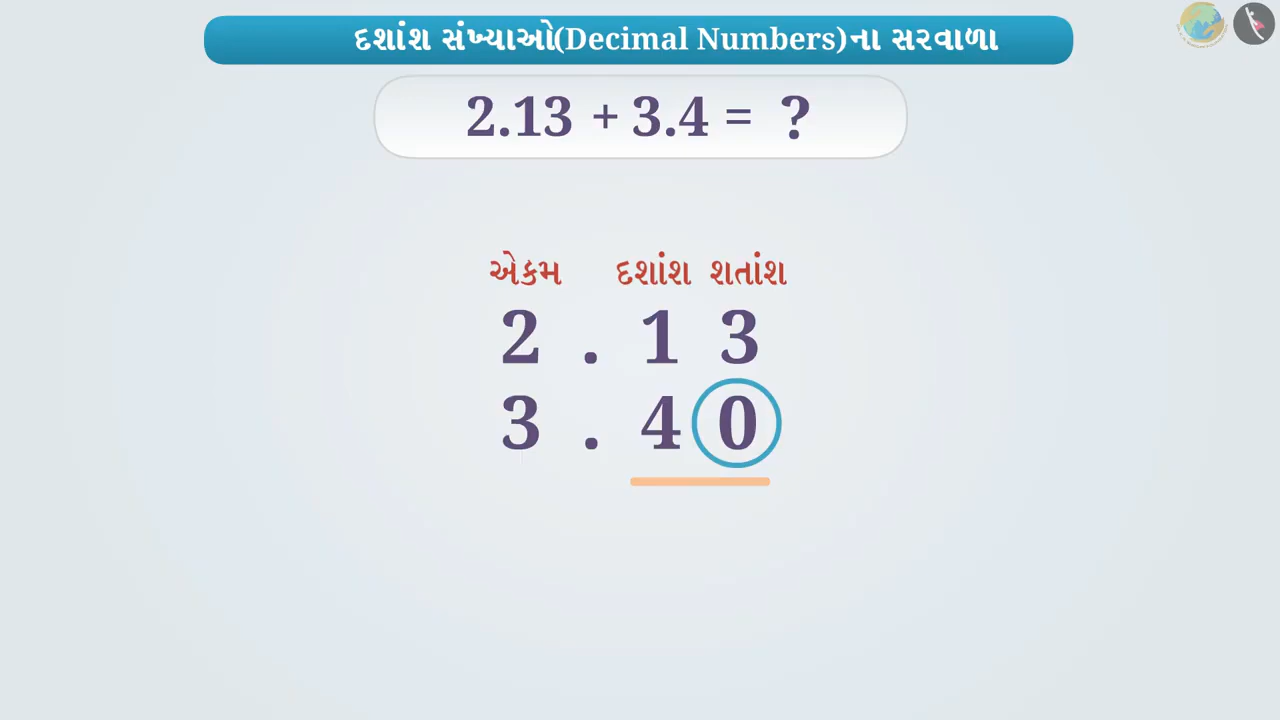 દશાંશ સંખ્યાઓ(Decimal Numbers)ના સરવાળા
2.13 + 3.4 = ?
એકમ દશાંશ શતાંશ
2 . 1 3
3 . 4 0